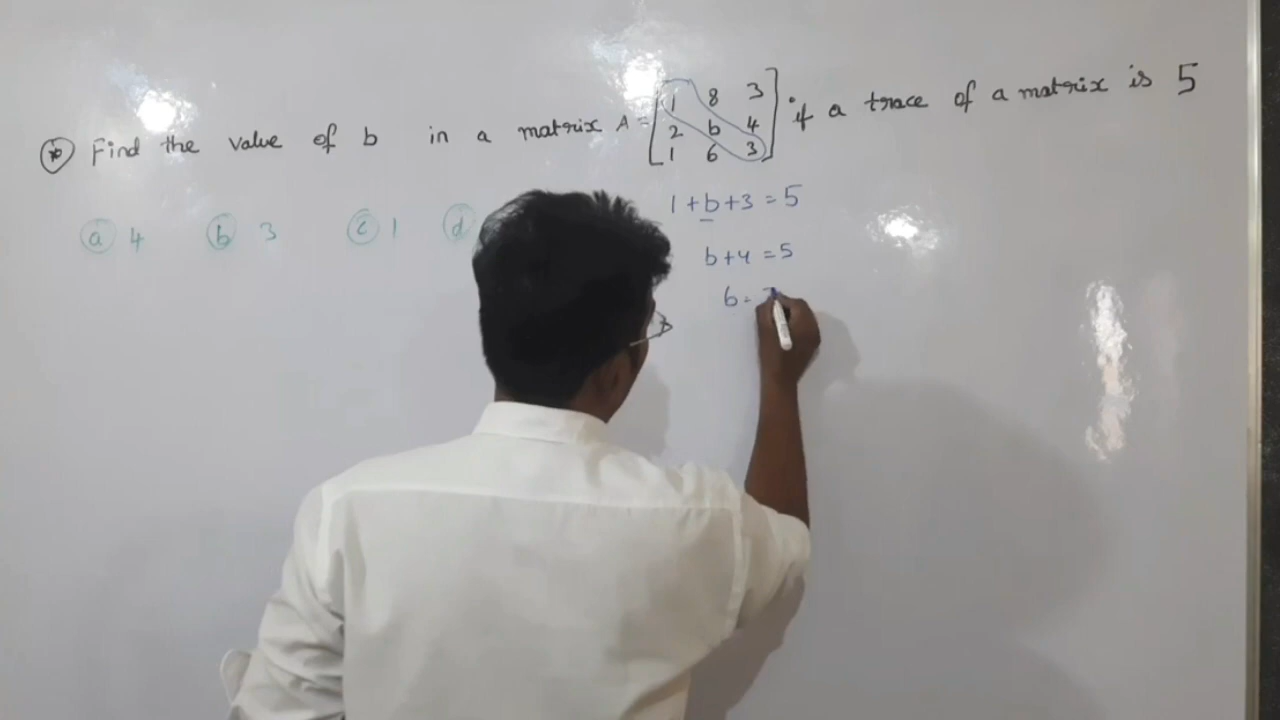 * Find the value of b in a matrix A = [1 8 3
2 b 4
1 6 3] if a trace of a matrix is 5
a 4 b 3 c 1 d
1 + b + 3 = 5
b + 4 = 5
b =